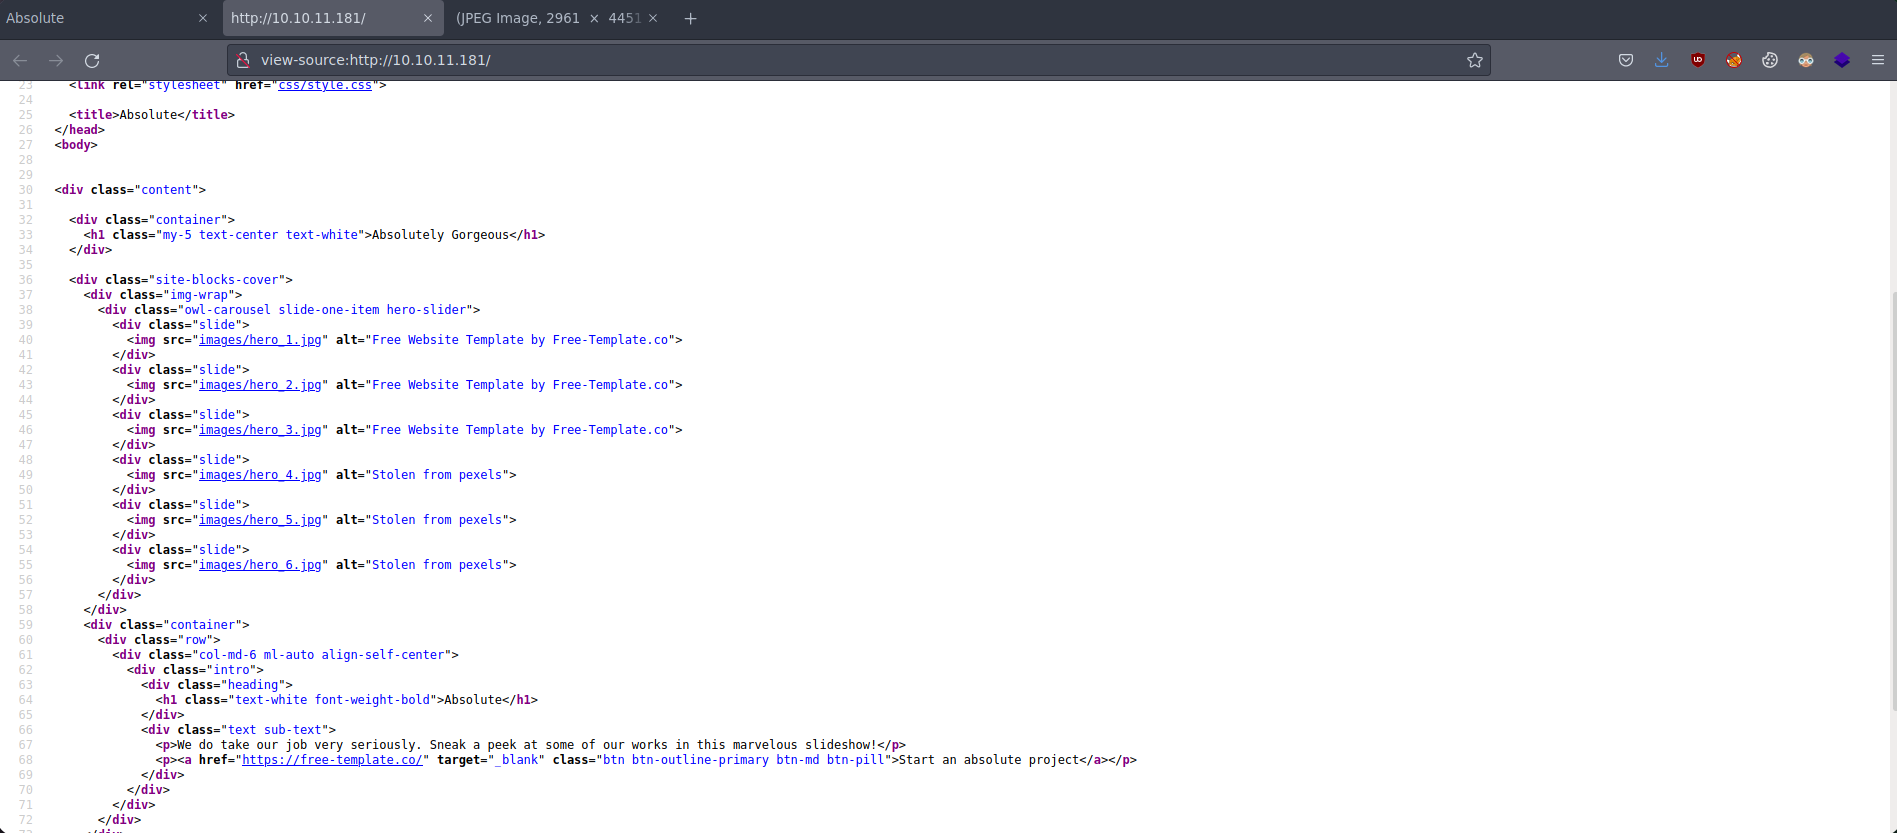 Absolute
http://10.10.11.181/
(JPEG Image, 2961 × 4451
view-source:http://10.10.11.181/
23 <link rel="stylesheet" href="css/style.css">
24
25 <title>Absolute</title>
26 </head>
27 <body>
28
29
30 <div class="content">
31
32 <div class="container">
33 <h1 class="my-5 text-center text-white">Absolutely Gorgeous</h1>
34 </div>
35
36 <div class="site-blocks-cover">
37 <div class="img-wrap">
38 <div class="owl-carousel slide-one-item hero-slider">
39 <div class="slide">
40 <img src="images/hero_1.jpg" alt="Free Website Template by Free-Template.co">
41 </div>
42 <div class="slide">
43 <img src="images/hero_2.jpg" alt="Free Website Template by Free-Template.co">
44 </div>
45 <div class="slide">
46 <img src="images/hero_3.jpg" alt="Free Website Template by Free-Template.co">
47 </div>
48 <div class="slide">
49 <img src="images/hero_4.jpg" alt="Stolen from pexels">
50 </div>
51 <div class="slide">
52 <img src="images/hero_5.jpg" alt="Stolen from pexels">
53 </div>
54 <div class="slide">
55 <img src="images/hero_6.jpg" alt="Stolen from pexels">
56 </div>
57 </div>
58 </div>
59 <div class="container">
60 <div class="row">
61 <div class="col-md-6 ml-auto align-self-center">
62 <div class="intro">
63 <div class="heading">
64 <h1 class="text-white font-weight-bold">Absolute</h1>
65 </div>
66 <div class="text sub-text">
67 <p>We do take our job very seriously. Sneak a peek at some of our works in this marvelous slideshow!</p>
68 <p><a href="https://free-template.co/" target="_blank" class="btn btn-outline-primary btn-md btn-pill">Start an absolute project</a></p>
69 </div>
70 </div>
71 </div>
72 </div>
73 </div>